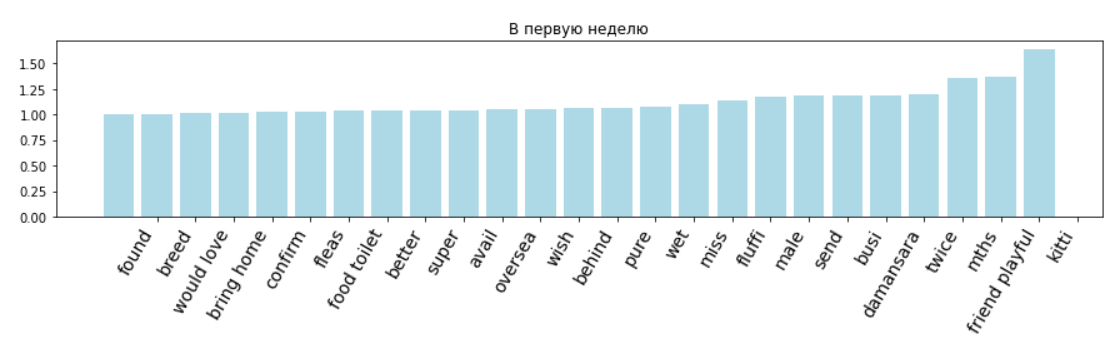 В первую неделю
1.50
1.25
1.00
0.75
0.50
0.25
0.00
found
breed
would love
bring home
confirm
fleas
food toilet
better
super
avail
oversea
wish
behind
pure
wet
miss
fluffi
male
send
busi
damansara
twice
mths
friend playful
kitti